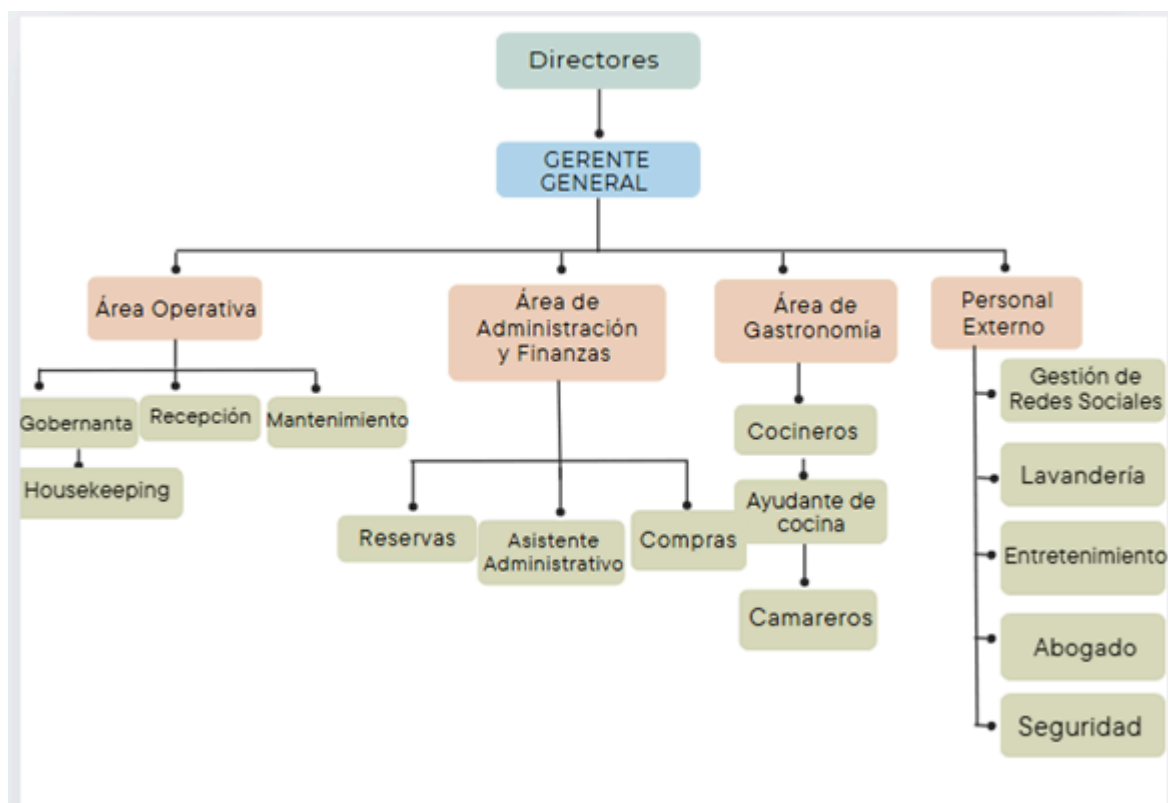 Directores
GERENTE
GENERAL
Área Operativa
Área de
Administración
y Finanzas
Área de
Gastronomía
Personal
Externo
Gobernanta
Recepción
Mantenimiento
Housekeeping
Reservas
Asistente
Administrativo
Compras
Cocineros
Ayudante de
cocina
Camareros
Gestión de
Redes Sociales
Lavandería
Entretenimiento
Abogado
Seguridad